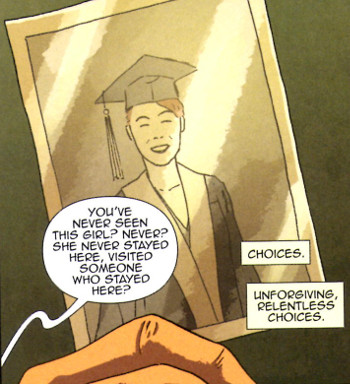 YOU'VE
NEVER SEEN
THIS GIRL? NEVER?
SHE NEVER STAYED
HERE, VISITED
SOMEONE
WHO STAYED
HERE?
CHOICES.
UNFORGIVING,
RELENTLESS
CHOICES.